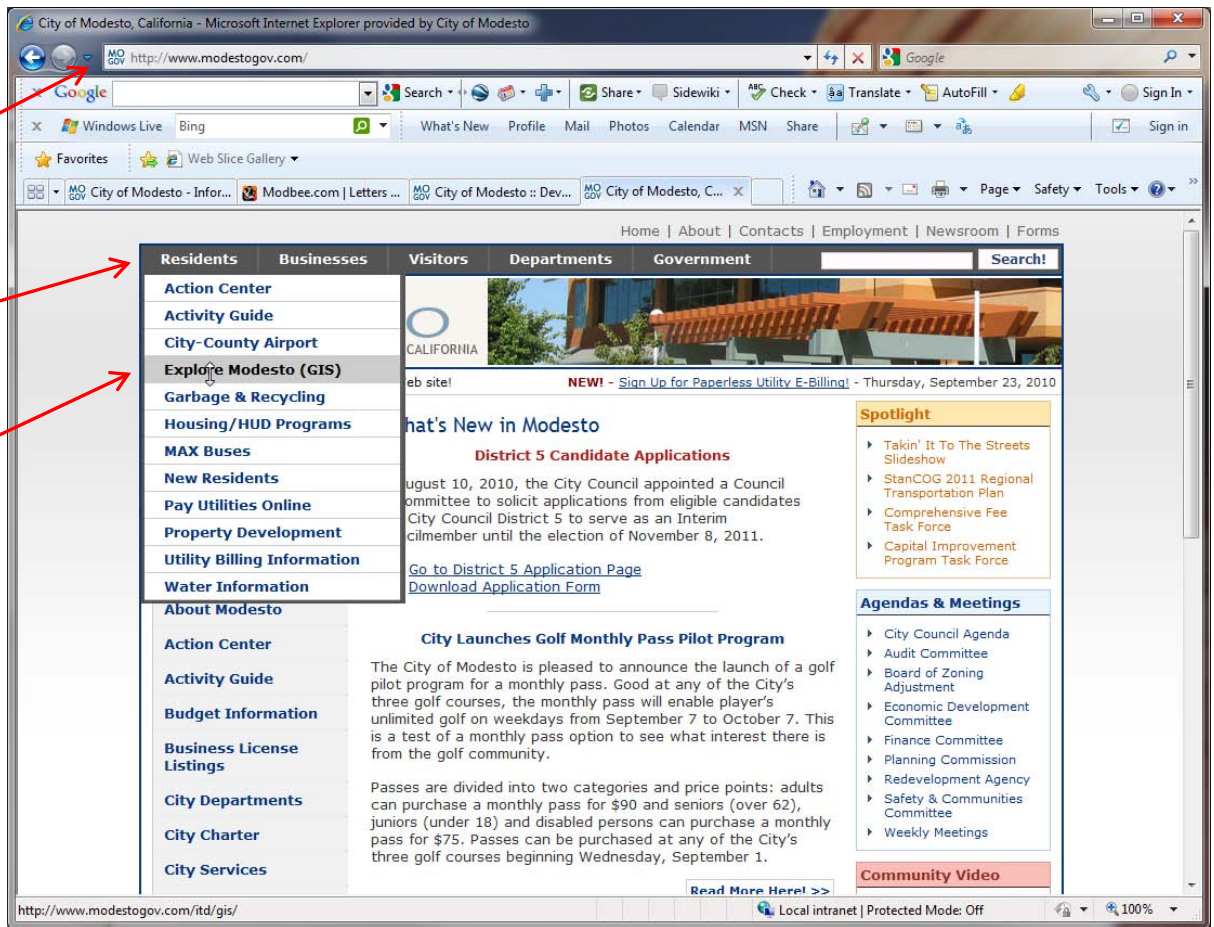 City of Modesto, California - Microsoft Internet Explorer provided by City of Modesto
MO GOV http://www.modestogov.com/
Google
x Google Search Share Sidewiki ABC Check Translate AutoFill Sign In
x Windows Live Bing What's New Profile Mail Photos Calendar MSN Share Sign in
Favorites Web Slice Gallery
MO GOV City of Modesto - Infor... Modbee.com | Letters ... MO GOV City of Modesto :: Dev... MO GOV City of Modesto, C... x Page Safety Tools »
Home | About | Contacts | Employment | Newsroom | Forms
Residents Businesses Visitors Departments Government Search!
Action Center
Activity Guide
City-County Airport
Explore Modesto (GIS)
Garbage & Recycling
Housing/HUD Programs
MAX Buses
New Residents
Pay Utilities Online
Property Development
Utility Billing Information
Water Information
O
CALIFORNIA
eb site! NEW! - Sign Up for Paperless Utility E-Billing! - Thursday, September 23, 2010
hat's New in Modesto
District 5 Candidate Applications
ugust 10, 2010, the City Council appointed a Council
ommittee to solicit applications from eligible candidates
City Council District 5 to serve as an Interim
cilmember until the election of November 8, 2011.
Go to District 5 Application Page
Download Application Form
City Launches Golf Monthly Pass Pilot Program
The City of Modesto is pleased to announce the launch of a golf
pilot program for a monthly pass. Good at any of the City's
three golf courses, the monthly pass will enable player's
unlimited golf on weekdays from September 7 to October 7. This
is a test of a monthly pass option to see what interest there is
from the golf community.
Passes are divided into two categories and price points: adults
can purchase a monthly pass for $90 and seniors (over 62),
juniors (under 18) and disabled persons can purchase a monthly
pass for $75. Passes can be purchased at any of the City's
three golf courses beginning Wednesday, September 1.
Read More Here! >>
About Modesto
Action Center
Activity Guide
Budget Information
Business License
Listings
City Departments
City Charter
City Services
Spotlight
Takin' It To The Streets
Slideshow
StanCOG 2011 Regional
Transportation Plan
Comprehensive Fee
Task Force
Capital Improvement
Program Task Force
Agendas & Meetings
City Council Agenda
Audit Committee
Board of Zoning
Adjustment
Economic Development
Committee
Finance Committee
Planning Commission
Redevelopment Agency
Safety & Communities
Committee
Weekly Meetings
Community Video
http://www.modestogov.com/itd/gis/ Local intranet | Protected Mode: Off 100%